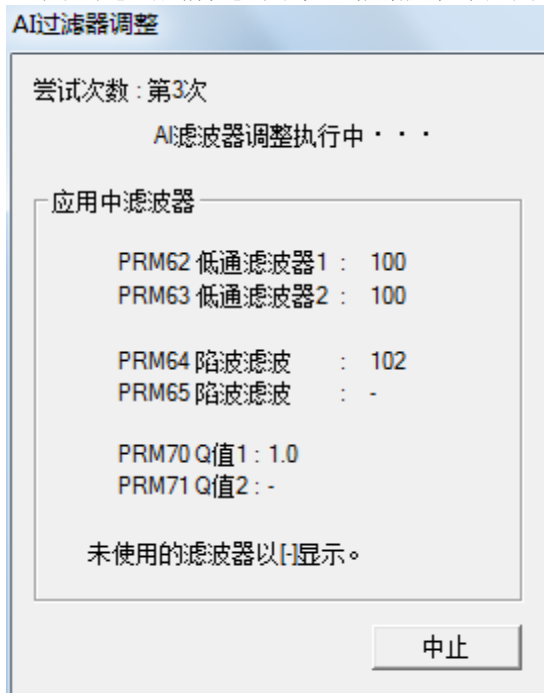 AI过滤器调整
尝试次数 : 第3次
AI滤波器调整执行中・・・
应用中滤波器
PRM62 低通滤波器1 : 100
PRM63 低通滤波器2 : 100
PRM64 陷波滤波 : 102
PRM65 陷波滤波 : -
PRM70 Q值1 : 1.0
PRM71 Q值2 : -
未使用的滤波器以[-]显示。
中止